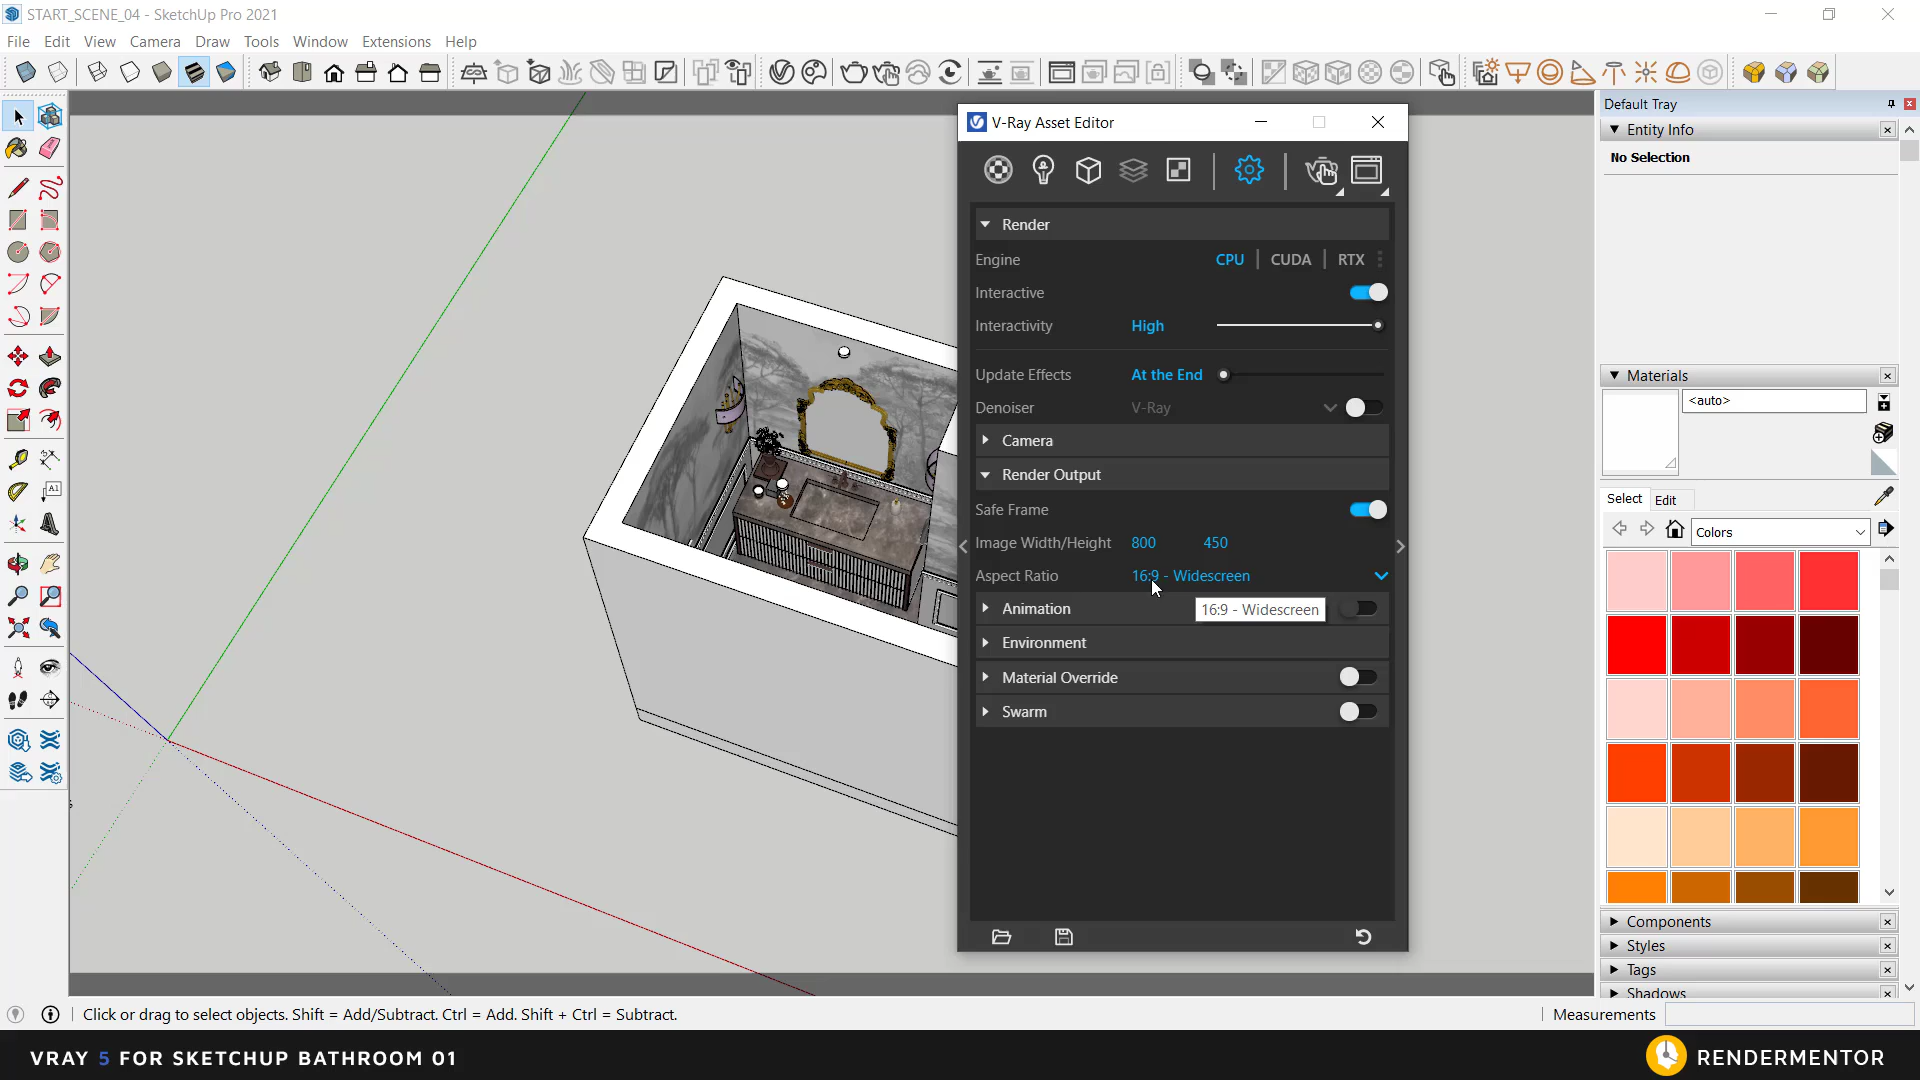 START_SCENE_04 - SketchUp Pro 2021
File Edit View Camera Draw Tools Window Extensions Help
V-Ray Asset Editor
Render
Engine CPU CUDA RTX
Interactive
Interactivity High
Update Effects At the End
Denoiser V-Ray
Camera
Render Output
Safe Frame
Image Width/Height 800 450
Aspect Ratio 16:9 - Widescreen
Animation 16:9 - Widescreen
Environment
Material Override
Swarm
Default Tray
Entity Info
No Selection
Materials
<auto>
Select Edit
Colors
Components
Styles
Tags
Shadows
A1
Click or drag to select objects. Shift = Add/Subtract. Ctrl = Add. Shift + Ctrl = Subtract.
Measurements
VRAY 5 FOR SKETCHUP BATHROOM 01
RENDERMENTOR